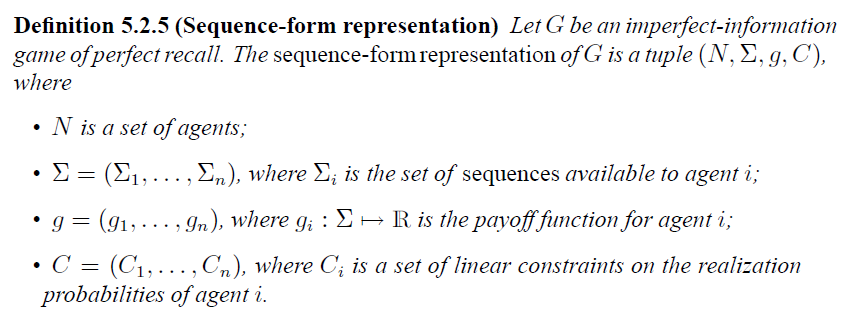 Definition 5.2.5 (Sequence-form representation) Let G be an imperfect-information
game of perfect recall. The sequence-form representation of G is a tuple (N, Σ, g, C),
where
• N is a set of agents;
• Σ = (Σ₁, . . . , Σₙ), where Σᵢ is the set of sequences available to agent i;
• g = (g₁, . . . , gₙ), where gᵢ : Σ ↦ ℝ is the payoff function for agent i;
• C = (C₁, . . . , Cₙ), where Cᵢ is a set of linear constraints on the realization
probabilities of agent i.